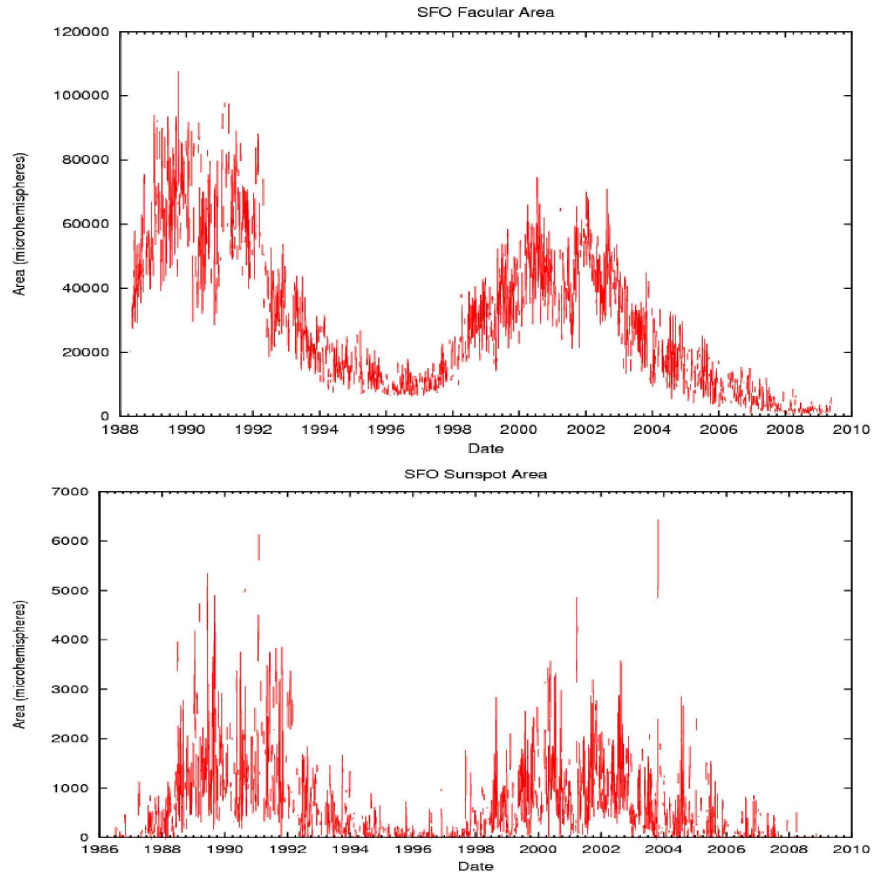 SFO Facular Area
120000
100000
80000
60000
40000
20000
0
Area (microhemispheres)
1988 1990 1992 1994 1996 1998 2000 2002 2004 2006 2008 2010
Date
SFO Sunspot Area
7000
6000
5000
4000
3000
2000
1000
0
Area (microhemispheres)
1986 1988 1990 1992 1994 1996 1998 2000 2002 2004 2006 2008 2010
Date